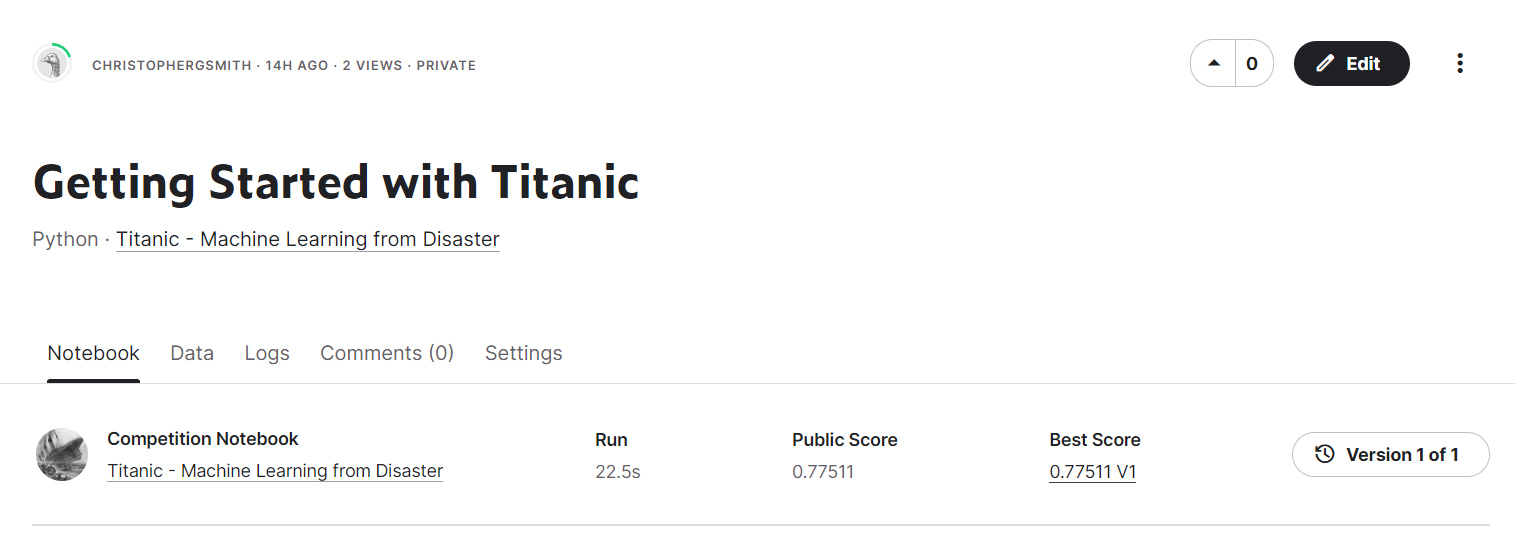 CHRISTOPHERGSMITH · 14H AGO · 2 VIEWS · PRIVATE
0
Edit
Getting Started with Titanic
Python · Titanic - Machine Learning from Disaster
Notebook Data Logs Comments (0) Settings
Competition Notebook
Titanic - Machine Learning from Disaster
Run
22.5s
Public Score
0.77511
Best Score
0.77511 V1
Version 1 of 1